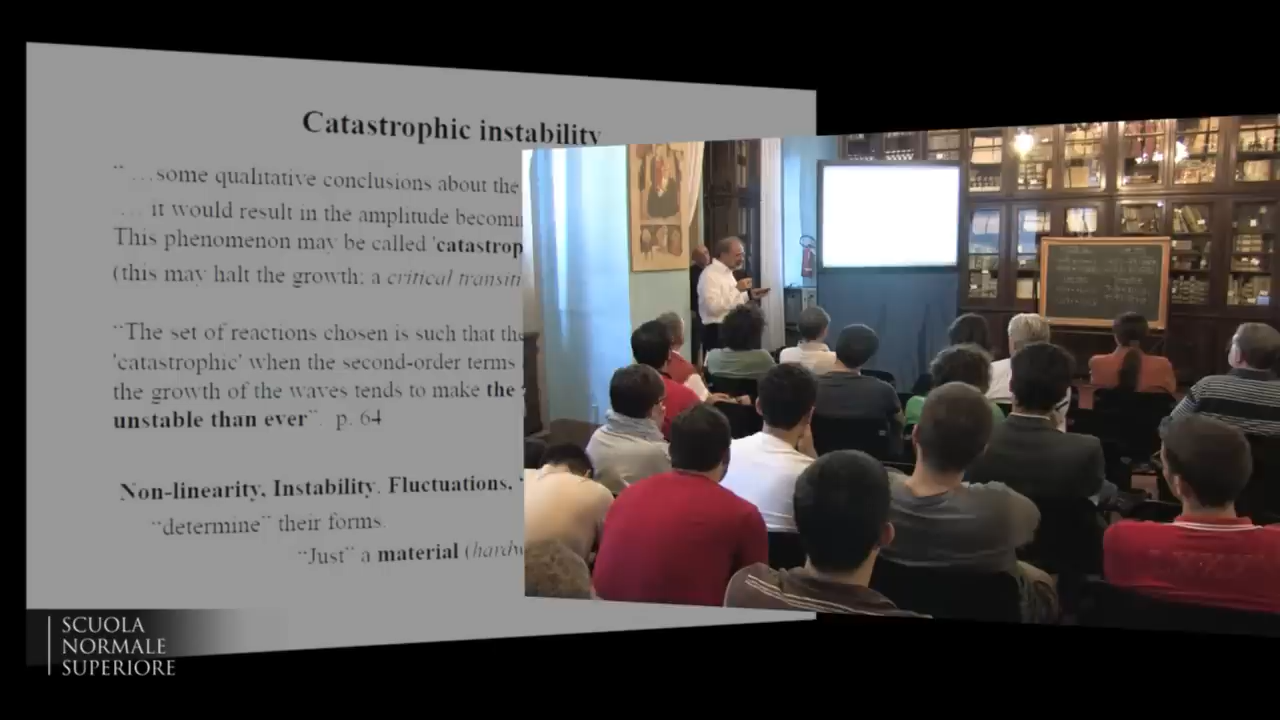 Catastrophic instability
“ …some qualitative conclusions about the
… it would result in the amplitude becomi
This phenomenon may be called 'catastrop
(this may halt the growth: a critical transiti
“The set of reactions chosen is such that the
'catastrophic' when the second-order terms
the growth of the waves tends to make the
unstable than ever” p. 64
Non-linearity, Instability, Fluctuations,
“determine” their forms.
“Just” a material (hardw
SCUOLA
NORMALE
SUPERIORE